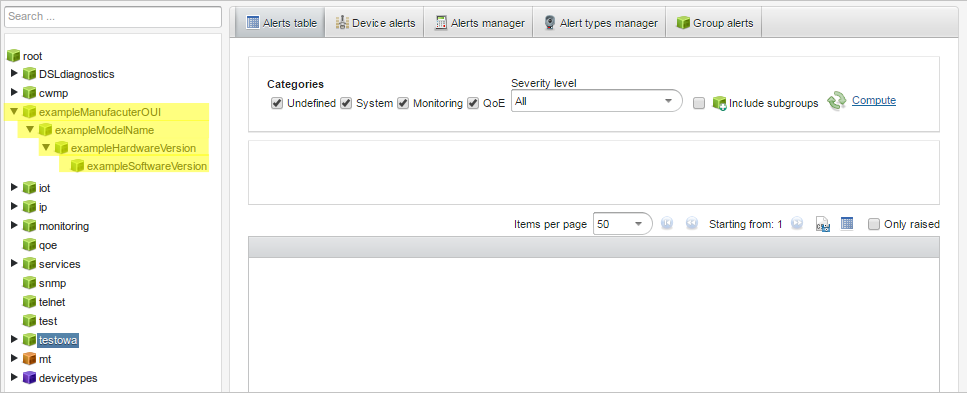 Search ...
root
DSLdiagnostics
cwmp
exampleManufacuterOUI
exampleModelName
exampleHardwareVersion
exampleSoftwareVersion
iot
ip
monitoring
qoe
services
snmp
telnet
test
testowa
mt
devicetypes
Alerts table Device alerts Alerts manager Alert types manager Group alerts
Categories Severity level
Undefined System Monitoring QoE All Include subgroups Compute
Items per page 50 Starting from: 1 Only raised